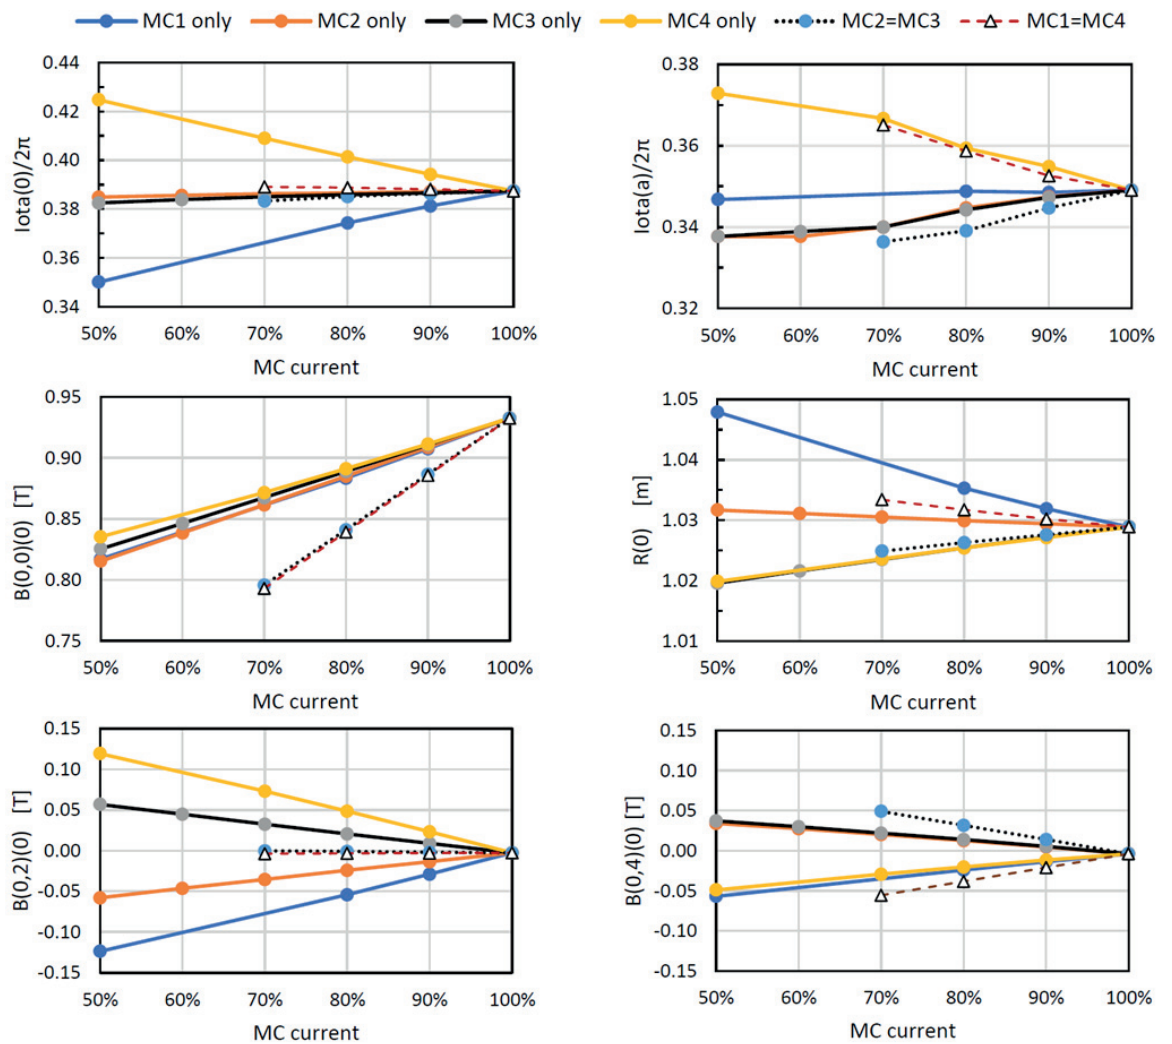 MC1 only MC2 only MC3 only MC4 only MC2=MC3 MC1=MC4
Iota(0)/2π
0.44
0.42
0.40
0.38
0.36
0.34
50% 60% 70% 80% 90% 100%
MC current
Iota(a)/2π
0.38
0.36
0.34
0.32
50% 60% 70% 80% 90% 100%
MC current
B(0,0)(0) [T]
0.95
0.90
0.85
0.80
0.75
50% 60% 70% 80% 90% 100%
MC current
R(0) [m]
1.05
1.04
1.03
1.02
1.01
50% 60% 70% 80% 90% 100%
MC current
B(0,2)(0) [T]
0.15
0.10
0.05
0.00
-0.05
-0.10
-0.15
50% 60% 70% 80% 90% 100%
MC current
B(0,4)(0) [T]
0.15
0.10
0.05
0.00
-0.05
-0.10
-0.15
50% 60% 70% 80% 90% 100%
MC current